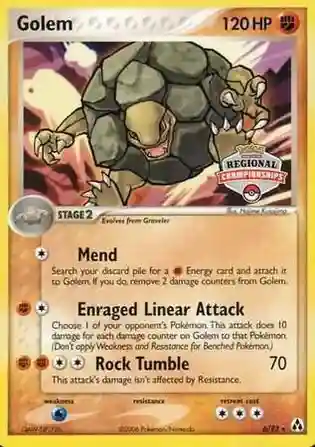 Golem 120 HP
Pokémon
REGIONAL
CHAMPIONSHIPS
STAGE 2
Evolves from Graveler
Mend
Search your discard pile for a Energy card and attach it
to Golem. If you do, remove 2 damage counters from Golem.
Enraged Linear Attack
Choose 1 of your opponent's Pokémon. This attack does 10
damage for each damage counter on Golem to that Pokémon.
(Don't apply Weakness and Resistance for Benched Pokémon.)
Rock Tumble 70
This attack's damage isn't affected by Resistance.
weakness resistance retreat cost
©2006 Pokémon/Nintendo 6/92 ★